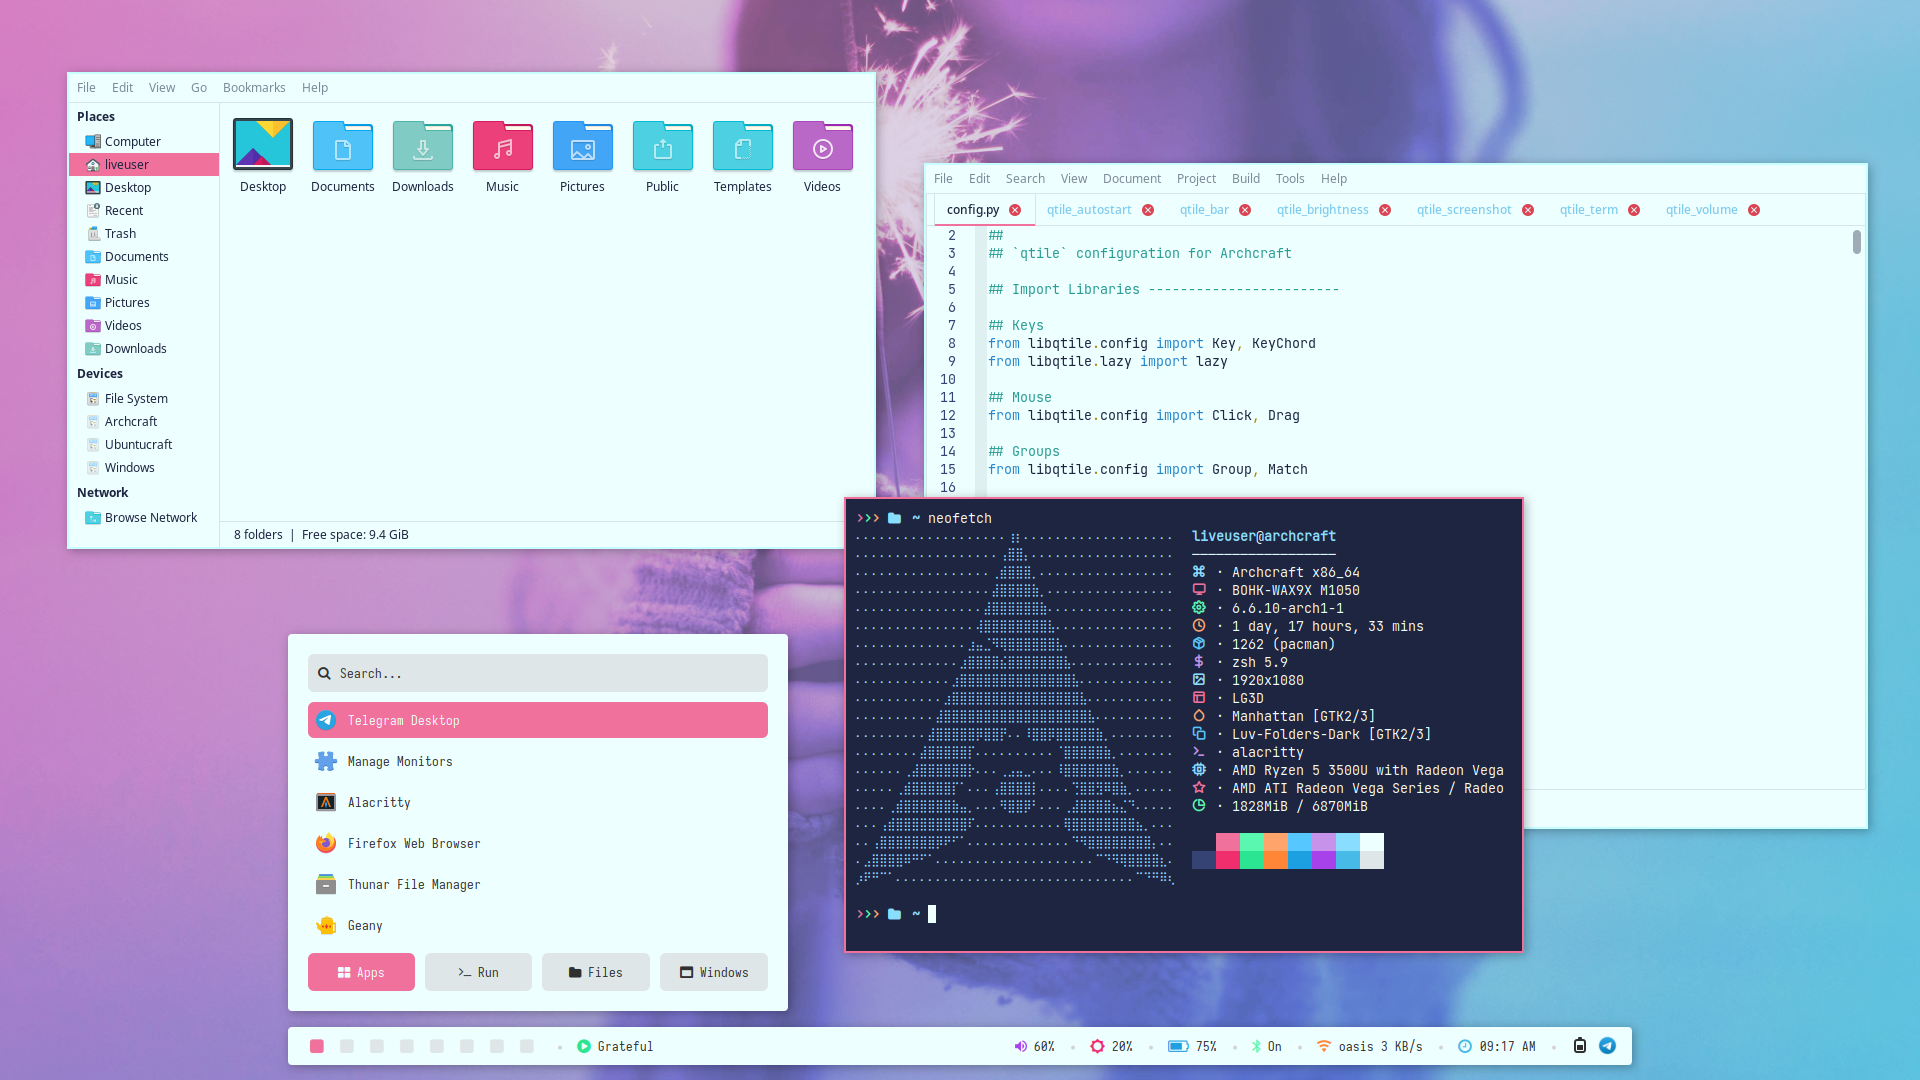 File Edit View Go Bookmarks Help
Places
Computer
liveuser
Desktop
Recent
Trash
Documents
Music
Pictures
Videos
Downloads
Devices
File System
Archcraft
Ubuntucraft
Windows
Network
Browse Network
Desktop Documents Downloads Music Pictures Public Templates Videos
8 folders | Free space: 9.4 GiB
File Edit Search View Document Project Build Tools Help
config.py qtile_autostart qtile_bar qtile_brightness qtile_screenshot qtile_term qtile_volume
2 ##
3 ## `qtile` configuration for Archcraft
4
5 ## Import Libraries ------------------------
6
7 ## Keys
8 from libqtile.config import Key, KeyChord
9 from libqtile.lazy import lazy
10
11 ## Mouse
12 from libqtile.config import Click, Drag
13
14 ## Groups
15 from libqtile.config import Group, Match
16
~ neofetch
liveuser@archcraft
· Archcraft x86_64
· BOHK-WAX9X M1050
· 6.6.10-arch1-1
· 1 day, 17 hours, 33 mins
· 1262 (pacman)
· zsh 5.9
· 1920x1080
· LG3D
· Manhattan [GTK2/3]
· Luv-Folders-Dark [GTK2/3]
· alacritty
· AMD Ryzen 5 3500U with Radeon Vega
· AMD ATI Radeon Vega Series / Radeo
· 1828MiB / 6870MiB
~
Search...
Telegram Desktop
Manage Monitors
Alacritty
Firefox Web Browser
Thunar File Manager
Geany
Apps Run Files Windows
Grateful 60% 20% 75% On oasis 3 KB/s 09:17 AM